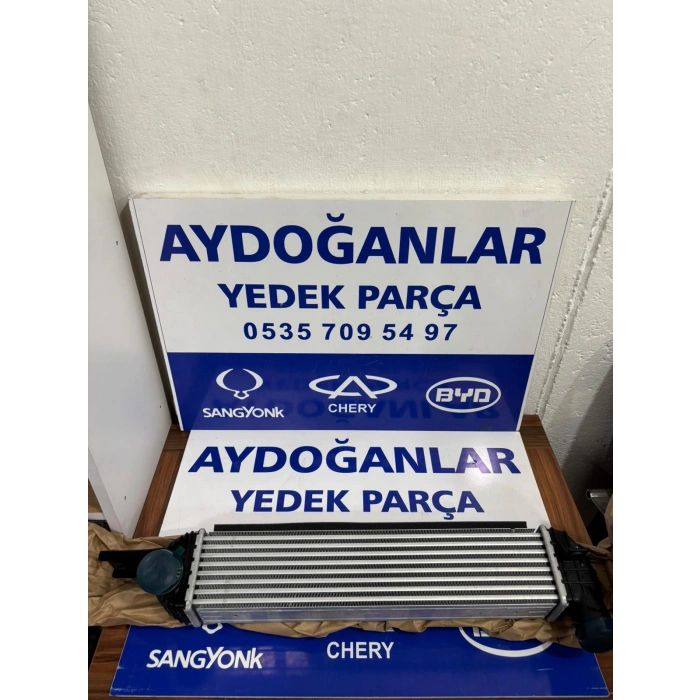 AYDOĞANLAR
YEDEK PARÇA
0535 709 54 97
SANGYONK CHERY BYD
AYDOĞANLAR
YEDEK PARÇA
SANGYONK CHERY